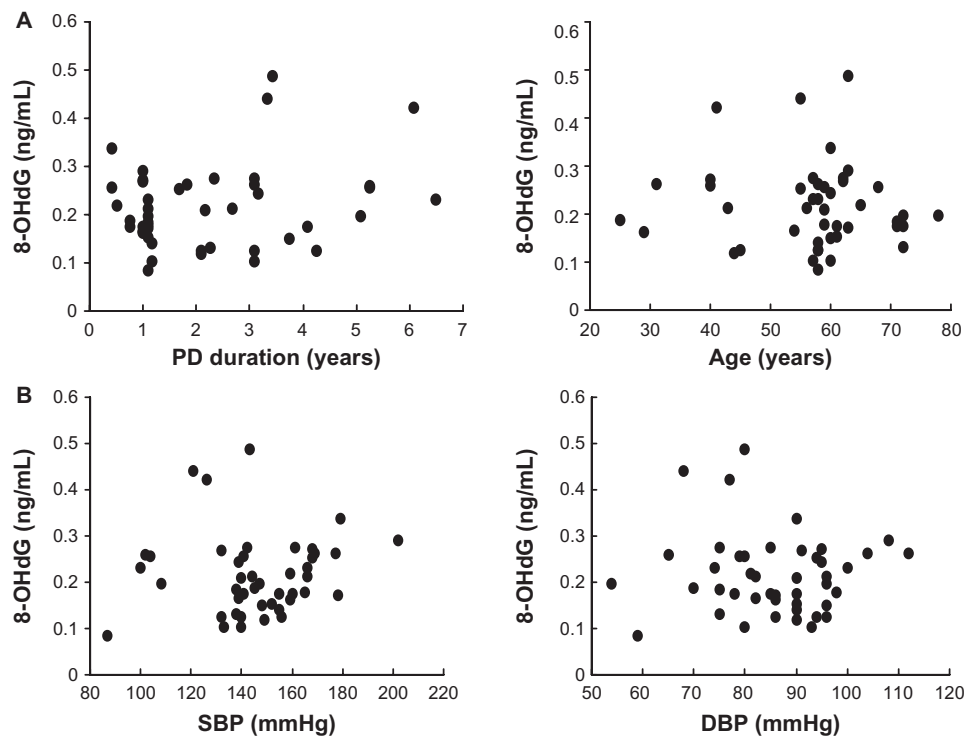 A
0.6
0.5
0.4
0.3
0.2
0.1
0
8-OHdG (ng/mL)
0 1 2 3 4 5 6 7
PD duration (years)
0.6
0.5
0.4
0.3
0.2
0.1
0
8-OHdG (ng/mL)
20 30 40 50 60 70 80
Age (years)
B
0.6
0.5
0.4
0.3
0.2
0.1
0
8-OHdG (ng/mL)
80 100 120 140 160 180 200 220
SBP (mmHg)
0.6
0.5
0.4
0.3
0.2
0.1
0
8-OHdG (ng/mL)
50 60 70 80 90 100 110 120
DBP (mmHg)